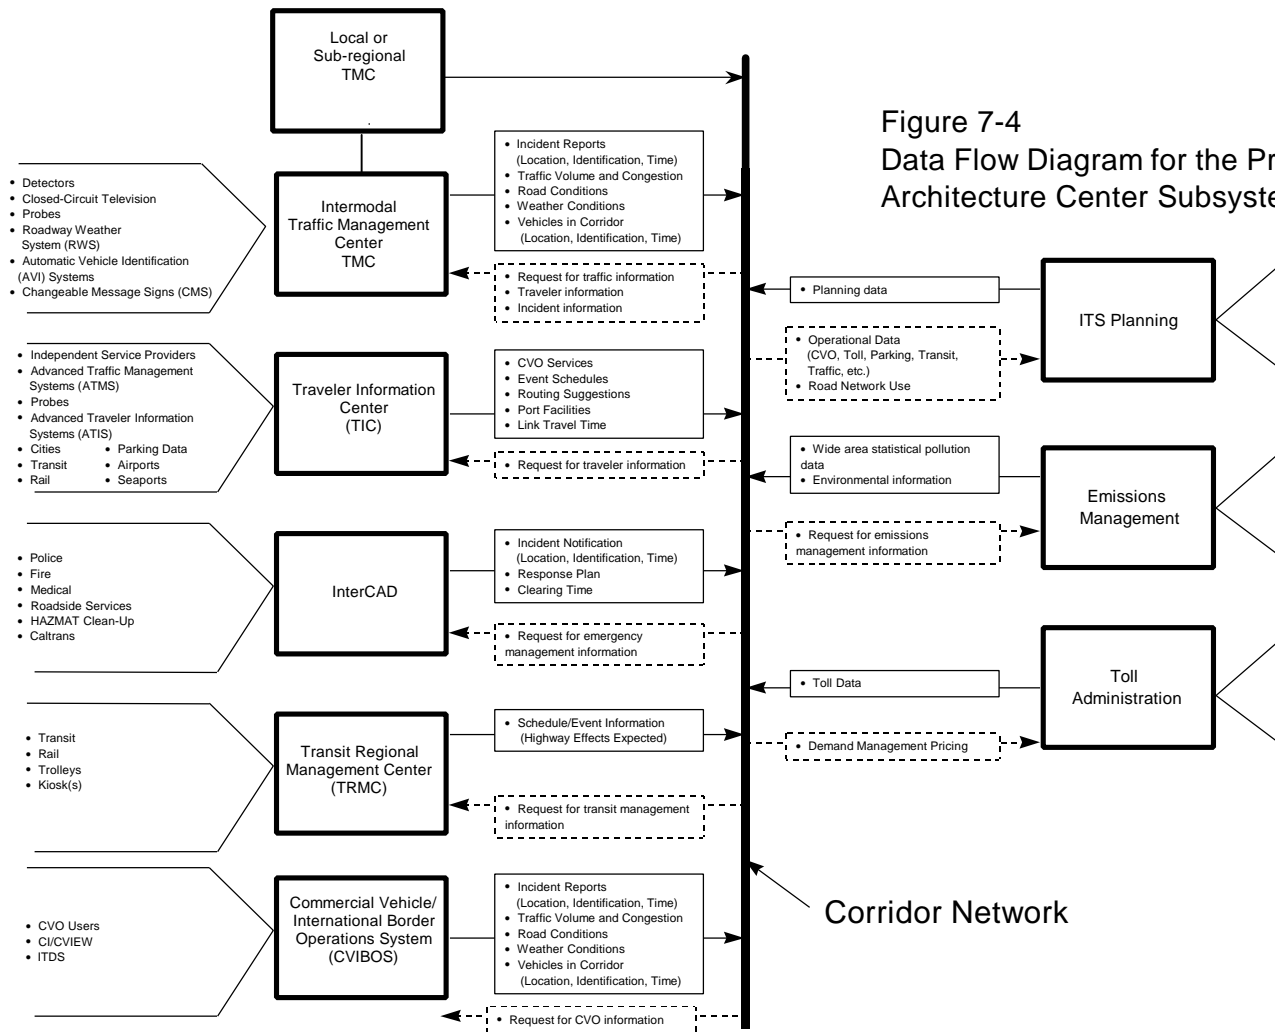 Local or
Sub-regional
TMC
Figure 7-4
Data Flow Diagram for the Pr
Architecture Center Subsyste
• Detectors
• Closed-Circuit Television
• Probes
• Roadway Weather
System (RWS)
• Automatic Vehicle Identification
(AVI) Systems
• Changeable Message Signs (CMS)
Intermodal
Traffic Management
Center
TMC
• Incident Reports
(Location, Identification, Time)
• Traffic Volume and Congestion
• Road Conditions
• Weather Conditions
• Vehicles in Corridor
(Location, Identification, Time)
• Request for traffic information
• Traveler information
• Incident information
• Planning data
ITS Planning
• Operational Data
(CVO, Toll, Parking, Transit,
Traffic, etc.)
• Road Network Use
• Independent Service Providers
• Advanced Traffic Management
Systems (ATMS)
• Probes
• Advanced Traveler Information
Systems (ATIS)
• Cities • Parking Data
• Transit • Airports
• Rail • Seaports
Traveler Information
Center
(TIC)
• CVO Services
• Event Schedules
• Routing Suggestions
• Port Facilities
• Link Travel Time
• Request for traveler information
• Wide area statistical pollution
data
• Environmental information
Emissions
Management
• Request for emissions
management information
• Police
• Fire
• Medical
• Roadside Services
• HAZMAT Clean-Up
• Caltrans
InterCAD
• Incident Notification
(Location, Identification, Time)
• Response Plan
• Clearing Time
• Request for emergency
management information
• Toll Data
Toll
Administration
• Demand Management Pricing
• Transit
• Rail
• Trolleys
• Kiosk(s)
Transit Regional
Management Center
(TRMC)
• Schedule/Event Information
(Highway Effects Expected)
• Request for transit management
information
• CVO Users
• CI/CVIEW
• ITDS
Commercial Vehicle/
International Border
Operations System
(CVIBOS)
• Incident Reports
(Location, Identification, Time)
• Traffic Volume and Congestion
• Road Conditions
• Weather Conditions
• Vehicles in Corridor
(Location, Identification, Time)
• Request for CVO information
Corridor Network